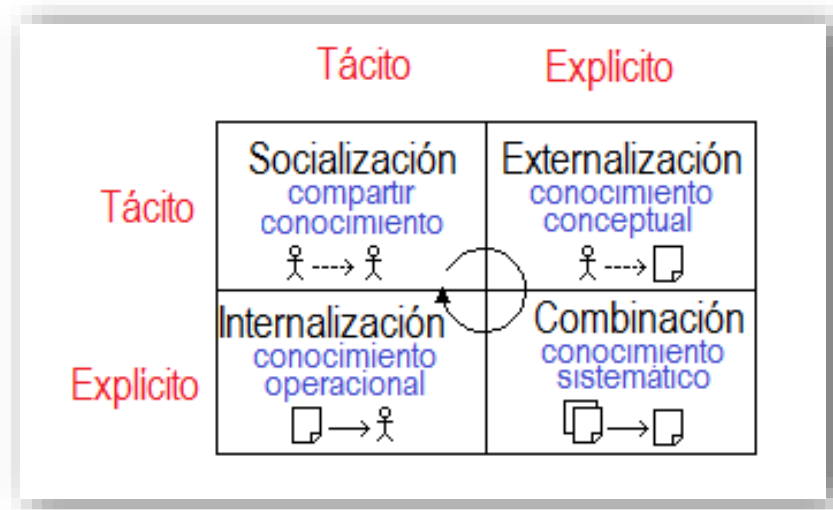 Tácito Explícito
Tácito
Socialización
compartir
conocimiento
Externalización
conocimiento
conceptual
Explícito
Internalización
conocimiento
operacional
Combinación
conocimiento
sistemático